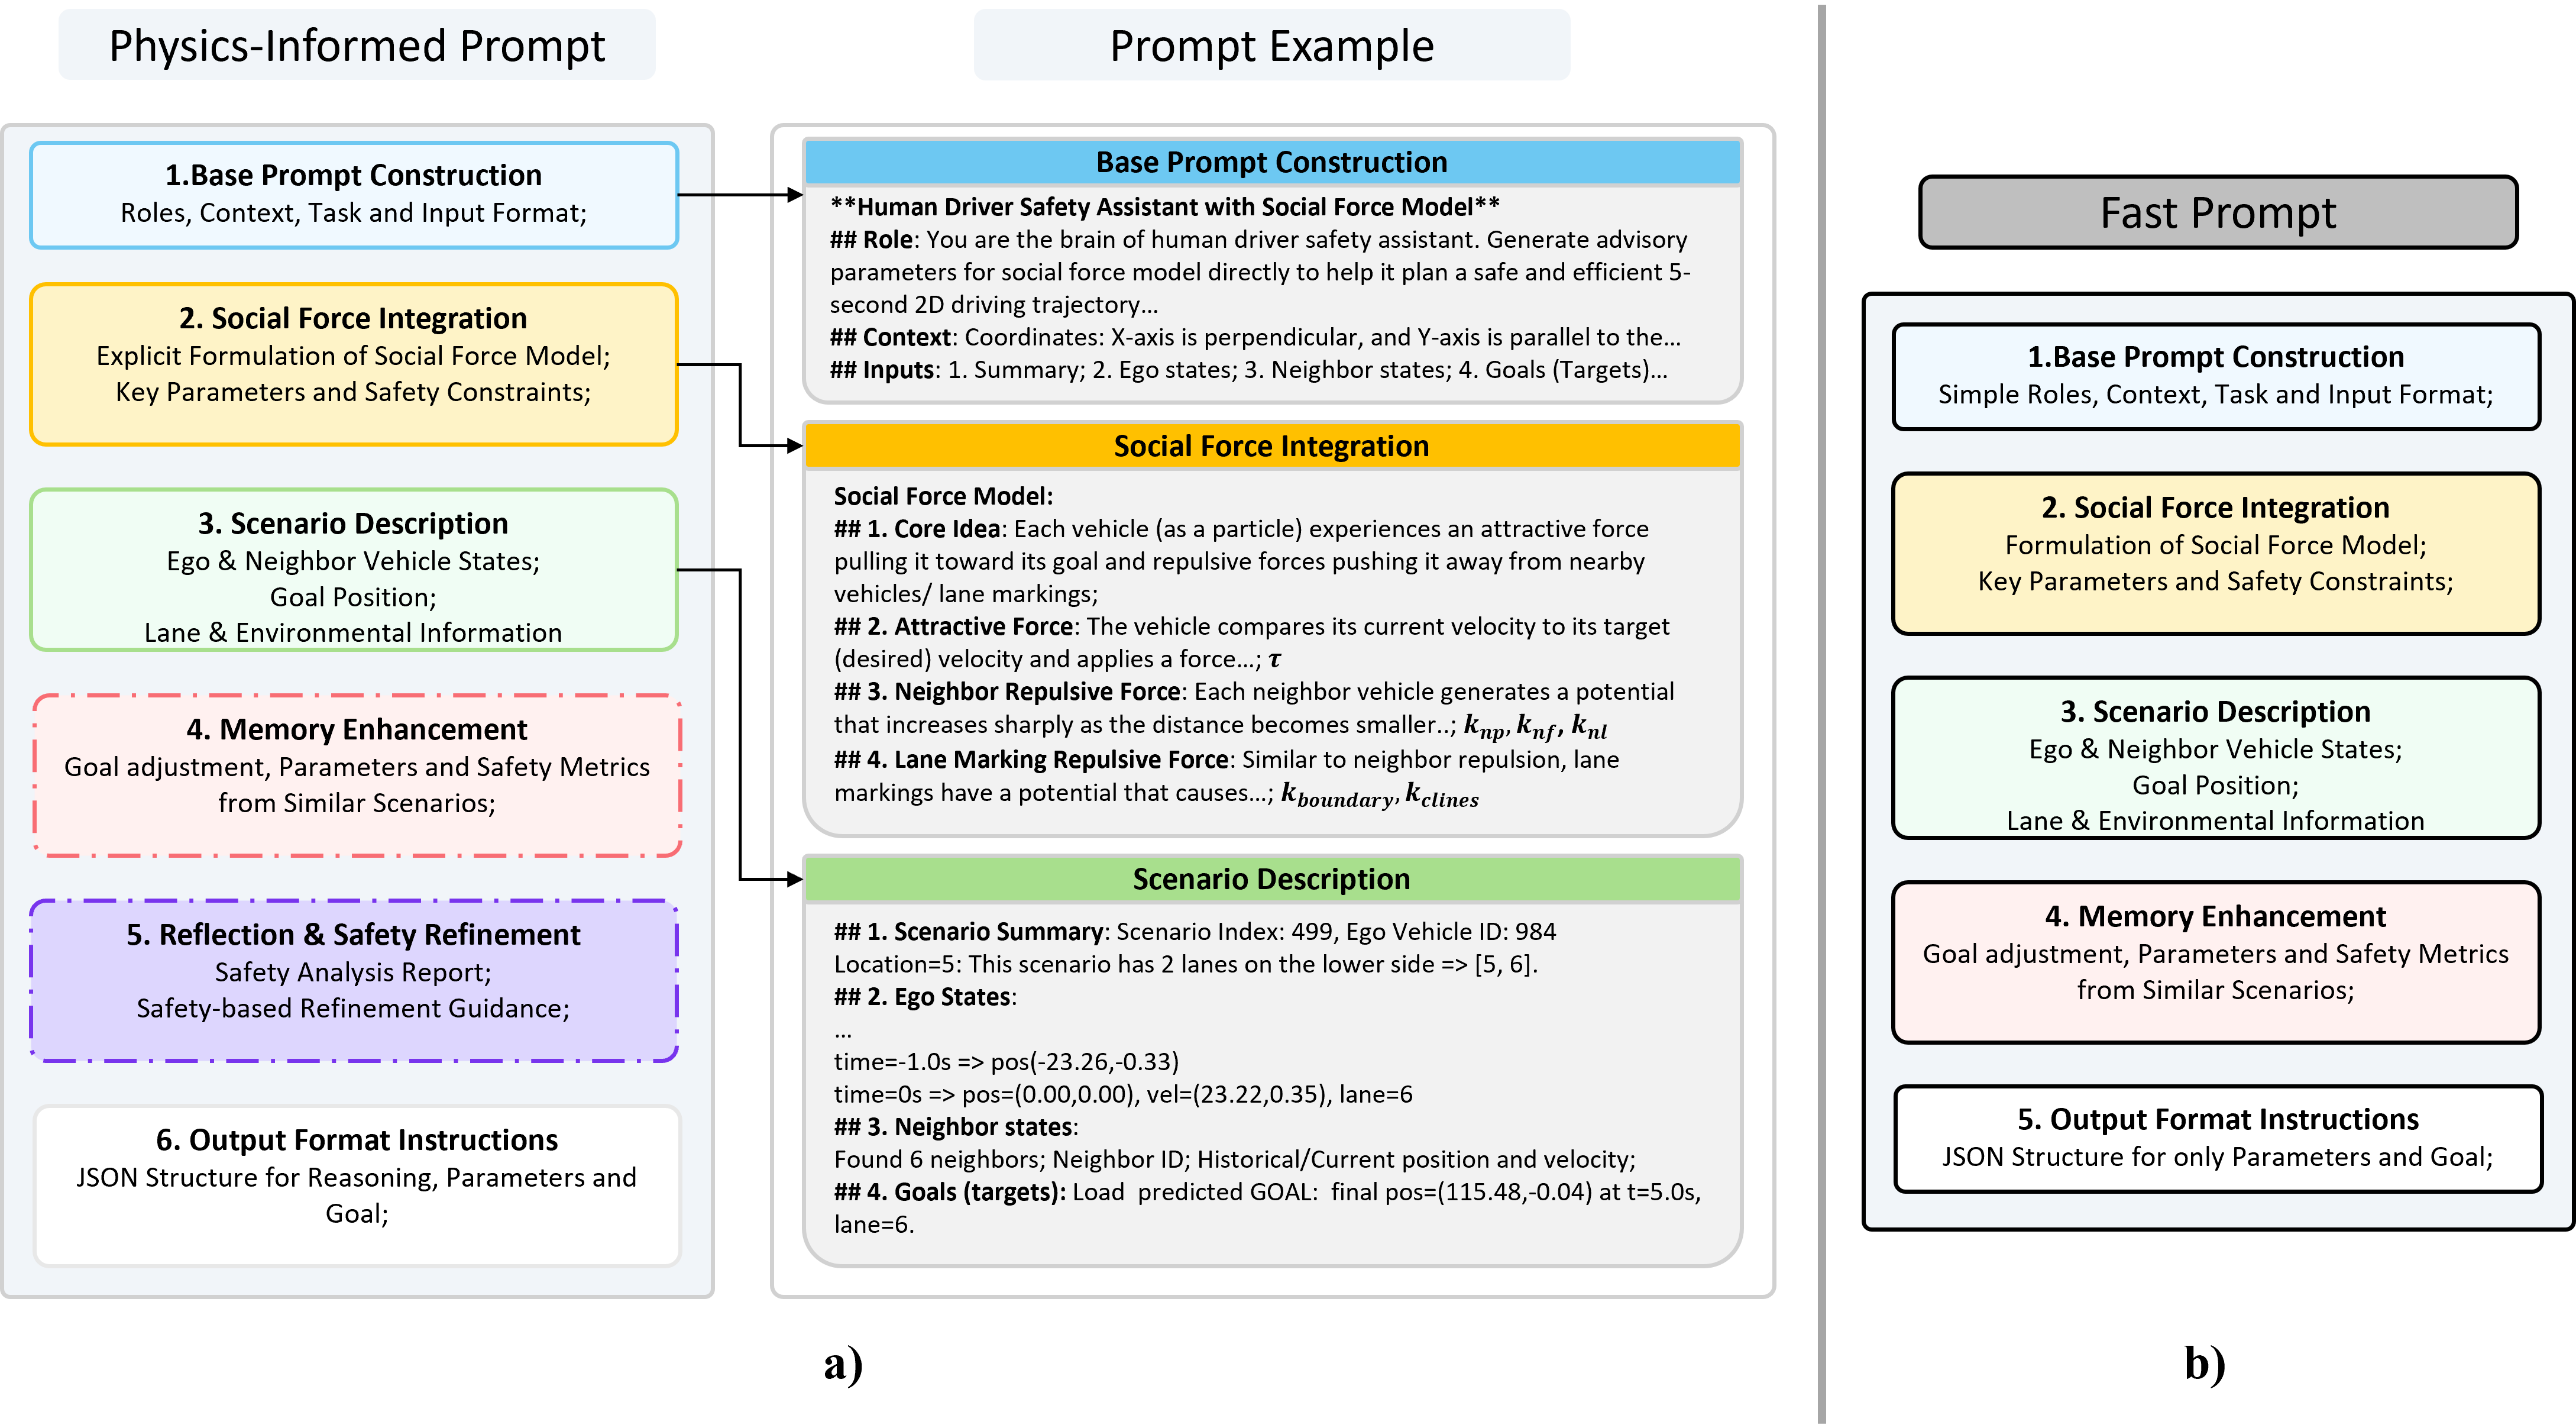 Physics-Informed Prompt
1.Base Prompt Construction
Roles, Context, Task and Input Format;
2. Social Force Integration
Explicit Formulation of Social Force Model;
Key Parameters and Safety Constraints;
3. Scenario Description
Ego & Neighbor Vehicle States;
Goal Position;
Lane & Environmental Information
4. Memory Enhancement
Goal adjustment, Parameters and Safety Metrics
from Similar Scenarios;
5. Reflection & Safety Refinement
Safety Analysis Report;
Safety-based Refinement Guidance;
6. Output Format Instructions
JSON Structure for Reasoning, Parameters and
Goal;
Prompt Example
Base Prompt Construction
**Human Driver Safety Assistant with Social Force Model**
## Role: You are the brain of human driver safety assistant. Generate advisory
parameters for social force model directly to help it plan a safe and efficient 5-
second 2D driving trajectory…
## Context: Coordinates: X-axis is perpendicular, and Y-axis is parallel to the…
## Inputs: 1. Summary; 2. Ego states; 3. Neighbor states; 4. Goals (Targets)…
Social Force Integration
Social Force Model:
## 1. Core Idea: Each vehicle (as a particle) experiences an attractive force
pulling it toward its goal and repulsive forces pushing it away from nearby
vehicles/ lane markings;
## 2. Attractive Force: The vehicle compares its current velocity to its target
(desired) velocity and applies a force…; τ
## 3. Neighbor Repulsive Force: Each neighbor vehicle generates a potential
that increases sharply as the distance becomes smaller..; k_np, k_nf, k_nl
## 4. Lane Marking Repulsive Force: Similar to neighbor repulsion, lane
markings have a potential that causes…; k_boundary, k_clines
Scenario Description
## 1. Scenario Summary: Scenario Index: 499, Ego Vehicle ID: 984
Location=5: This scenario has 2 lanes on the lower side => [5, 6].
## 2. Ego States:
…
time=-1.0s => pos(-23.26,-0.33)
time=0s => pos=(0.00,0.00), vel=(23.22,0.35), lane=6
## 3. Neighbor states:
Found 6 neighbors; Neighbor ID; Historical/Current position and velocity;
## 4. Goals (targets): Load predicted GOAL: final pos=(115.48,-0.04) at t=5.0s,
lane=6.
a)
Fast Prompt
1.Base Prompt Construction
Simple Roles, Context, Task and Input Format;
2. Social Force Integration
Formulation of Social Force Model;
Key Parameters and Safety Constraints;
3. Scenario Description
Ego & Neighbor Vehicle States;
Goal Position;
Lane & Environmental Information
4. Memory Enhancement
Goal adjustment, Parameters and Safety Metrics
from Similar Scenarios;
5. Output Format Instructions
JSON Structure for only Parameters and Goal;
b)